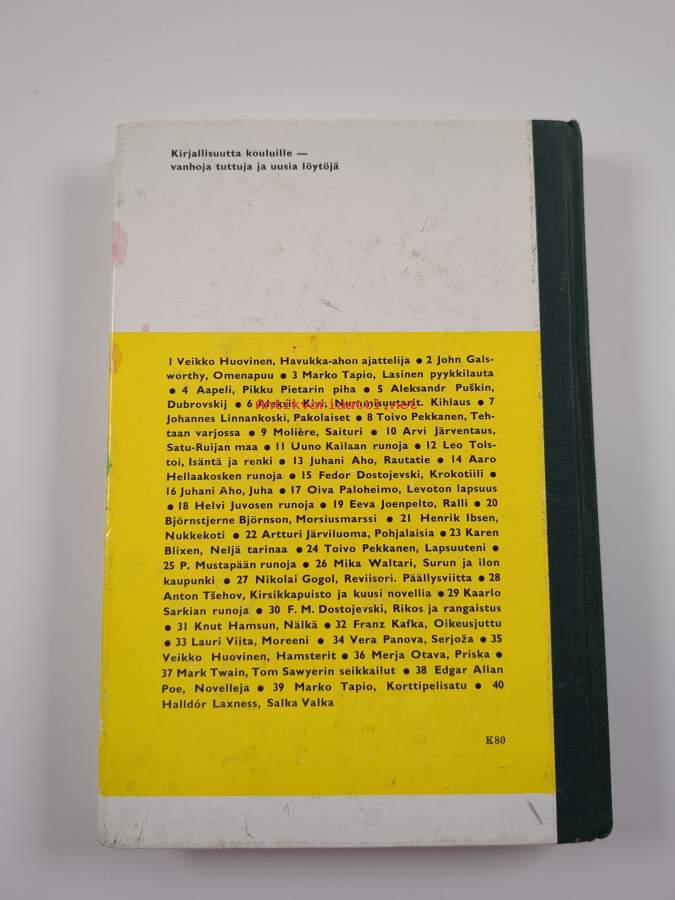 Kirjallisuutta kouluille —
vanhoja tuttuja ja uusia löytöjä
1 Veikko Huovinen, Havukka-ahon ajattelija ● 2 John Gals-
worthy, Omenapuu ● 3 Marko Tapio, Lasinen pyykkilauta
● 4 Aapeli, Pikku Pietarin piha ● 5 Aleksandr Puškin,
Dubrovskij ● 6 Aleksis Kivi, Nummisuutarit. Kihlaus ● 7
Antikvariaattori.net
Johannes Linnankoski, Pakolaiset ● 8 Toivo Pekkanen, Teh-
taan varjossa ● 9 Molière, Saituri ● 10 Arvi Järventaus,
Satu-Ruijan maa ● 11 Uuno Kailaan runoja ● 12 Leo Tols-
toi, Isäntä ja renki ● 13 Juhani Aho, Rautatie ● 14 Aaro
Hellaakosken runoja ● 15 Fedor Dostojevski, Krokotiili ●
16 Juhani Aho, Juha ● 17 Oiva Paloheimo, Levoton lapsuus
● 18 Helvi Juvosen runoja ● 19 Eeva Joenpelto, Ralli ● 20
Björnstjerne Björnson, Morsiusmarssi ● 21 Henrik Ibsen,
Nukkekoti ● 22 Artturi Järviluoma, Pohjalaisia ● 23 Karen
Blixen, Neljä tarinaa ● 24 Toivo Pekkanen, Lapsuuteni ●
25 P. Mustapään runoja ● 26 Mika Waltari, Surun ja ilon
kaupunki ● 27 Nikolai Gogol, Reviisori. Päällysviitta ● 28
Anton Tšehov, Kirsikkapuisto ja kuusi novellia ● 29 Kaarlo
Sarkian runoja ● 30 F. M. Dostojevski, Rikos ja rangaistus
● 31 Knut Hamsun, Nälkä ● 32 Franz Kafka, Oikeusjuttu
● 33 Lauri Viita, Moreeni ● 34 Vera Panova, Serjoža ● 35
Veikko Huovinen, Hamsterit ● 36 Merja Otava, Priska ●
37 Mark Twain, Tom Sawyerin seikkailut ● 38 Edgar Allan
Poe, Novelleja ● 39 Marko Tapio, Korttipelisatu ● 40
Halldór Laxness, Salka Valka
K80